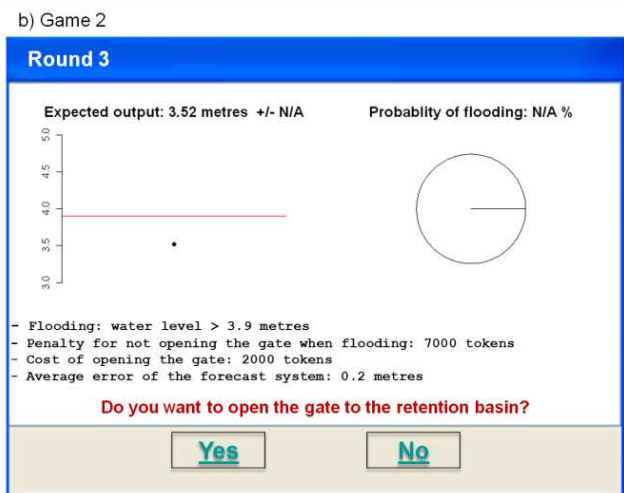 b) Game 2
Round 3
Expected output: 3.52 metres +/- N/A
Probablity of flooding: N/A %
5.0
4.5
4.0
3.5
3.0
- Flooding: water level > 3.9 metres
- Penalty for not opening the gate when flooding: 7000 tokens
- Cost of opening the gate: 2000 tokens
- Average error of the forecast system: 0.2 metres
Do you want to open the gate to the retention basin?
Yes
No